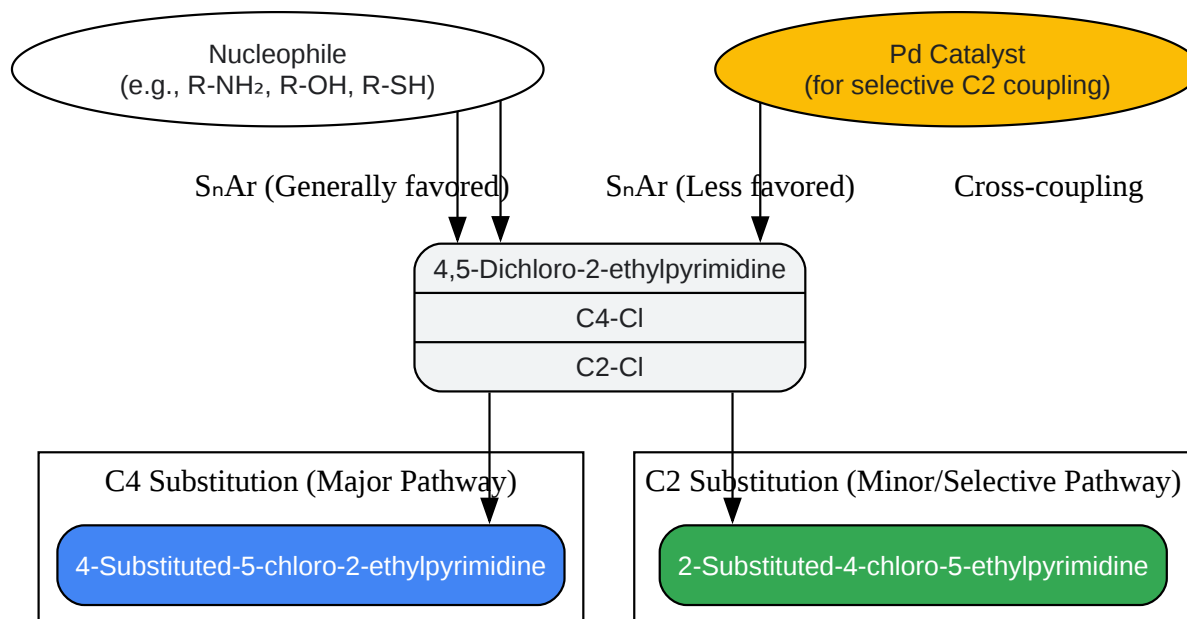 Nucleophile
(e.g., R-NH₂, R-OH, R-SH)
Pd Catalyst
(for selective C2 coupling)
SₙAr (Generally favored)
SₙAr (Less favored)
Cross-coupling
4,5-Dichloro-2-ethylpyrimidine
C4-Cl
C2-Cl
C4 Substitution (Major Pathway)
C2 Substitution (Minor/Selective Pathway)
4-Substituted-5-chloro-2-ethylpyrimidine
2-Substituted-4-chloro-5-ethylpyrimidine